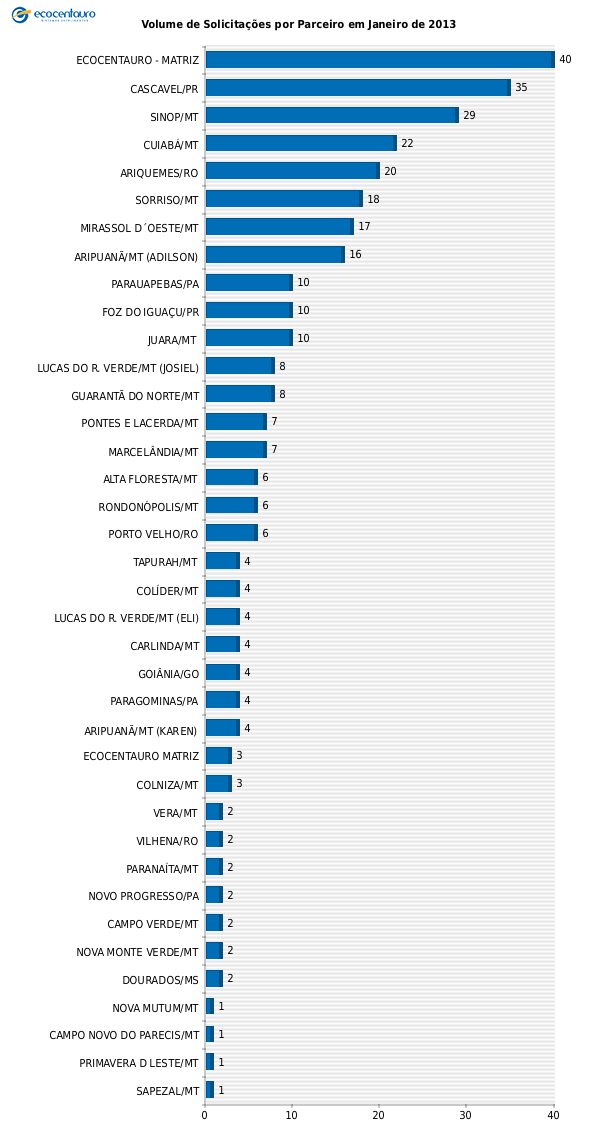 ecocentauro
Volume de Solicitações por Parceiro em Janeiro de 2013
ECOCENTAURO - MATRIZ 40
CASCAVEL/PR 35
SINOP/MT 29
CUIABÁ/MT 22
ARIQUEMES/RO 20
SORRISO/MT 18
MIRASSOL D´OESTE/MT 17
ARIPUANÃ/MT (ADILSON) 16
PARAUAPEBAS/PA 10
FOZ DO IGUAÇU/PR 10
JUARA/MT 10
LUCAS DO R. VERDE/MT (JOSIEL) 8
GUARANTÃ DO NORTE/MT 8
PONTES E LACERDA/MT 7
MARCELÂNDIA/MT 7
ALTA FLORESTA/MT 6
RONDONÓPOLIS/MT 6
PORTO VELHO/RO 6
TAPURAH/MT 4
COLÍDER/MT 4
LUCAS DO R. VERDE/MT (ELI) 4
CARLINDA/MT 4
GOIÂNIA/GO 4
PARAGOMINAS/PA 4
ARIPUANÃ/MT (KAREN) 4
ECOCENTAURO MATRIZ 3
COLNIZA/MT 3
VERA/MT 2
VILHENA/RO 2
PARANAÍTA/MT 2
NOVO PROGRESSO/PA 2
CAMPO VERDE/MT 2
NOVA MONTE VERDE/MT 2
DOURADOS/MS 2
NOVA MUTUM/MT 1
CAMPO NOVO DO PARECIS/MT 1
PRIMAVERA D LESTE/MT 1
SAPEZAL/MT 1
0 10 20 30 40